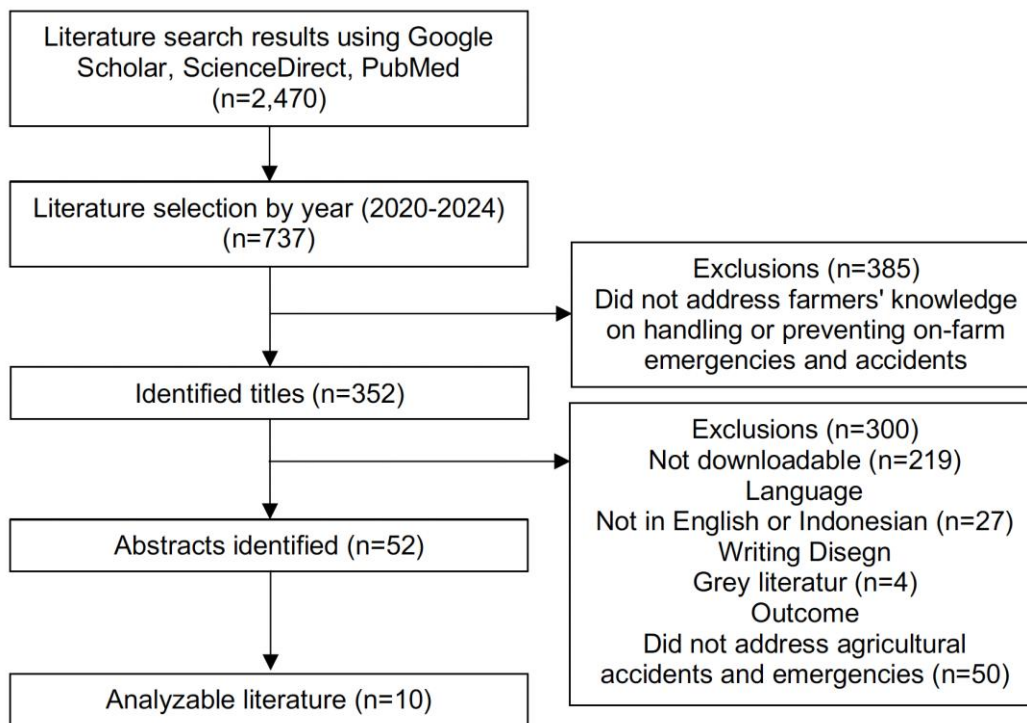 Literature search results using Google
Scholar, ScienceDirect, PubMed
(n=2,470)
Literature selection by year (2020-2024)
(n=737)
Exclusions (n=385)
Did not address farmers' knowledge
on handling or preventing on-farm
emergencies and accidents
Identified titles (n=352)
Exclusions (n=300)
Not downloadable (n=219)
Language
Not in English or Indonesian (n=27)
Writing Disegn
Grey literatur (n=4)
Outcome
Did not address agricultural
accidents and emergencies (n=50)
Abstracts identified (n=52)
Analyzable literature (n=10)